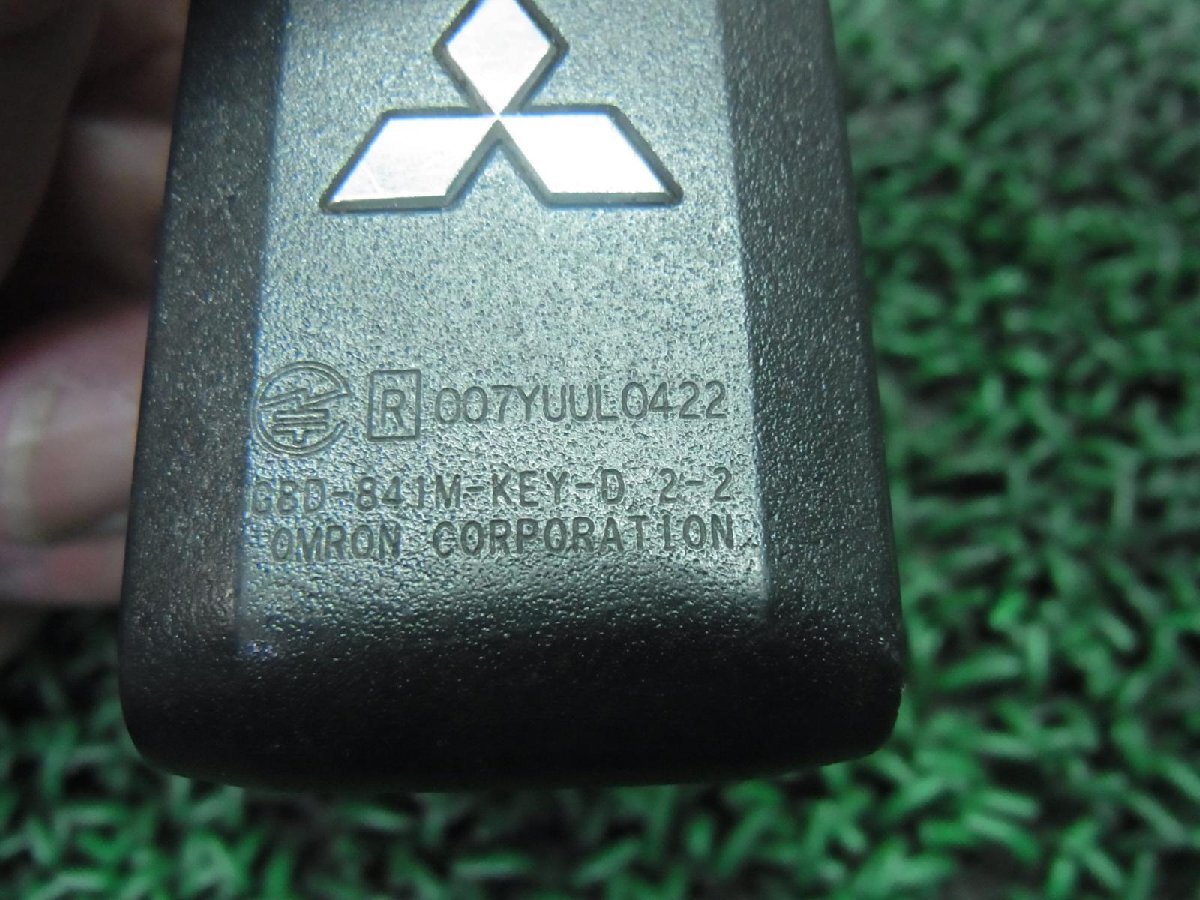 R 007YUUL0422
G8D-841M-KEY-D 2-2
OMRON CORPORATION